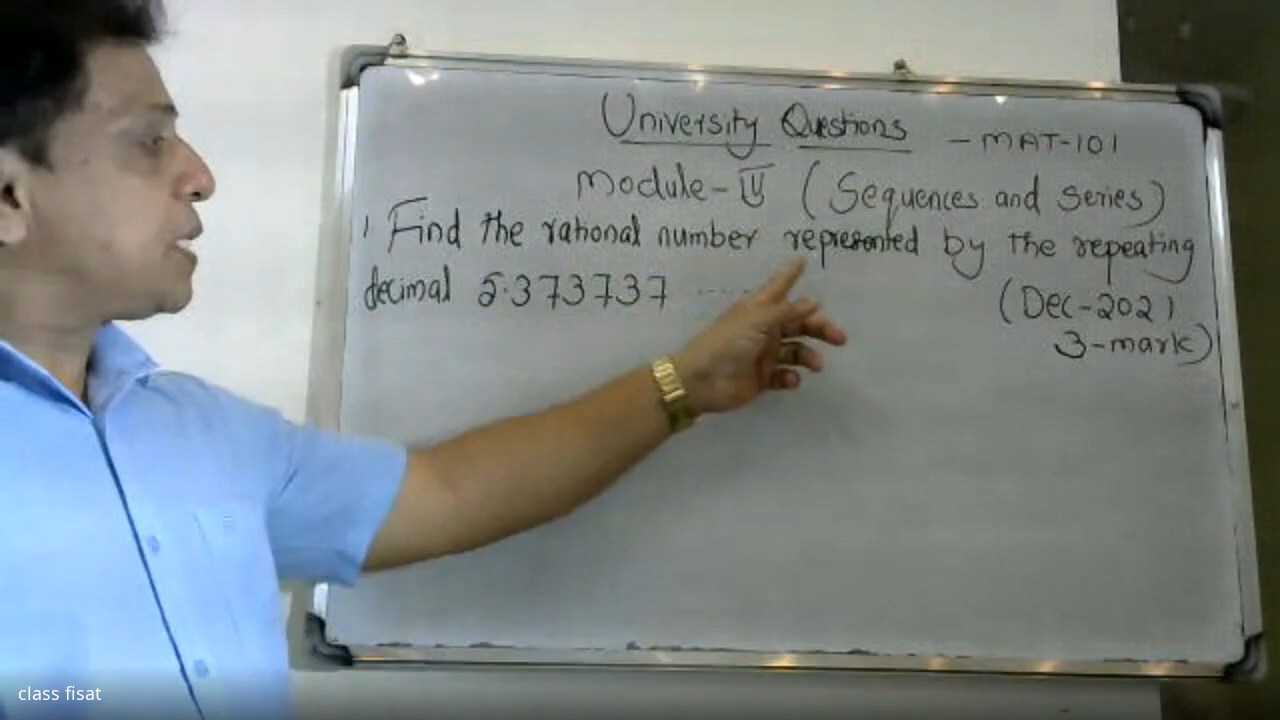 University Questions - MAT-101
Module-IV (Sequences and Series)
1 Find the rational number represented by the repeating
decimal 5.373737 ------
(Dec-2021
3-mark)
class fisat